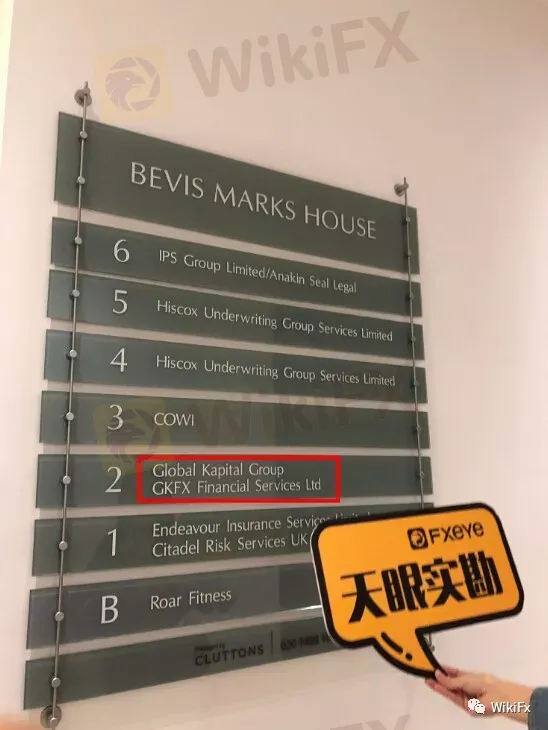 WikiFX
BEVIS MARKS HOUSE
6 IPS Group Limited/Anakin Seal Legal
5 Hiscox Underwriting Group Services Limited
4 Hiscox Underwriting Group Services Limited
WikiFX
3 COWI
2 Global Kapital Group
GKFX Financial Services Ltd
1 Endeavour Insurance Services
Citadel Risk Services UK
B Roar Fitness
CLUTTONS
FXeye
天眼实勘
WikiFX